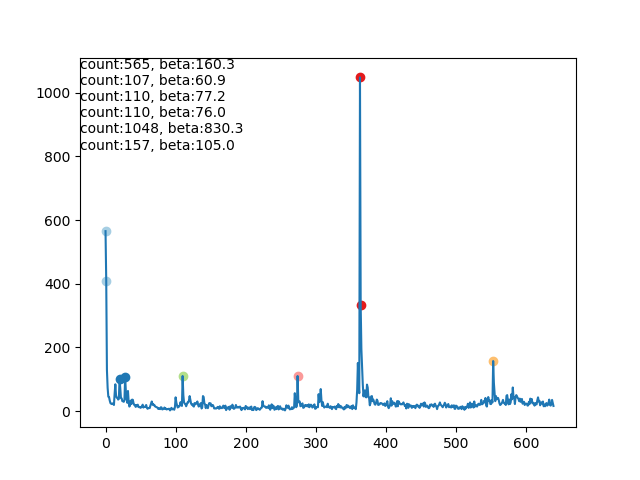 count:565, beta:160.3
count:107, beta:60.9
count:110, beta:77.2
count:110, beta:76.0
count:1048, beta:830.3
count:157, beta:105.0
1000
800
600
400
200
0
0 100 200 300 400 500 600